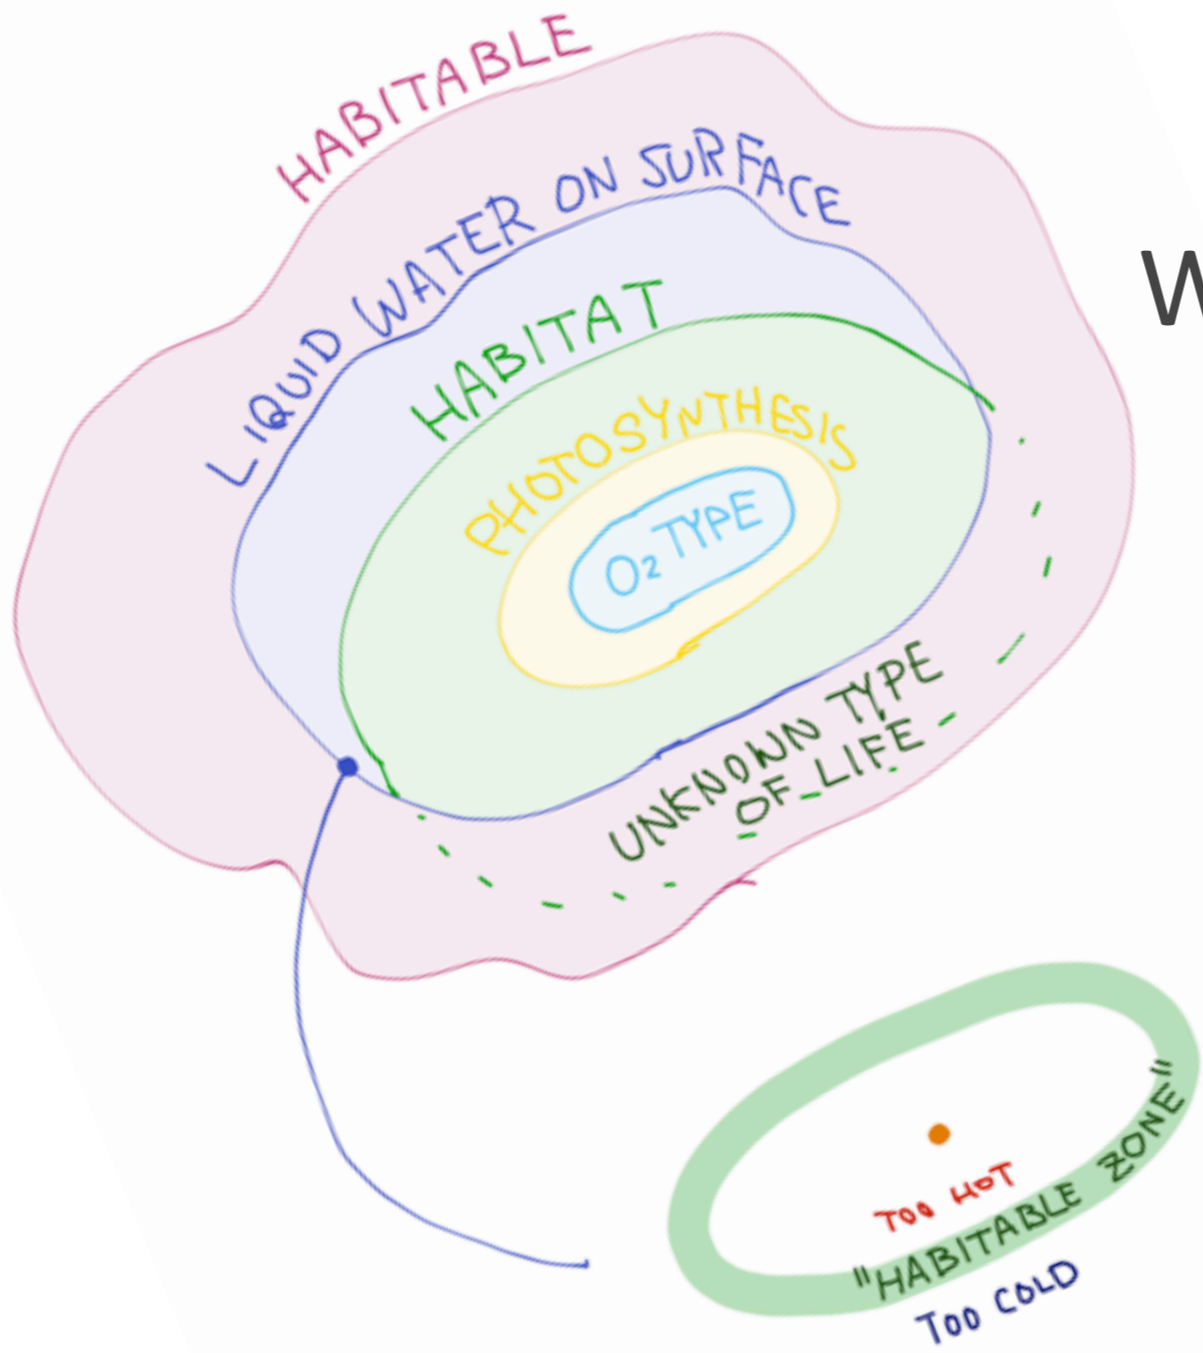 HABITABLE
LIQUID WATER ON SURFACE
W
HABITAT
PHOTOSYNTHESIS
O₂ TYPE
UNKNOWN TYPE
OF LIFE
TOO HOT
"HABITABLE ZONE"
TOO COLD